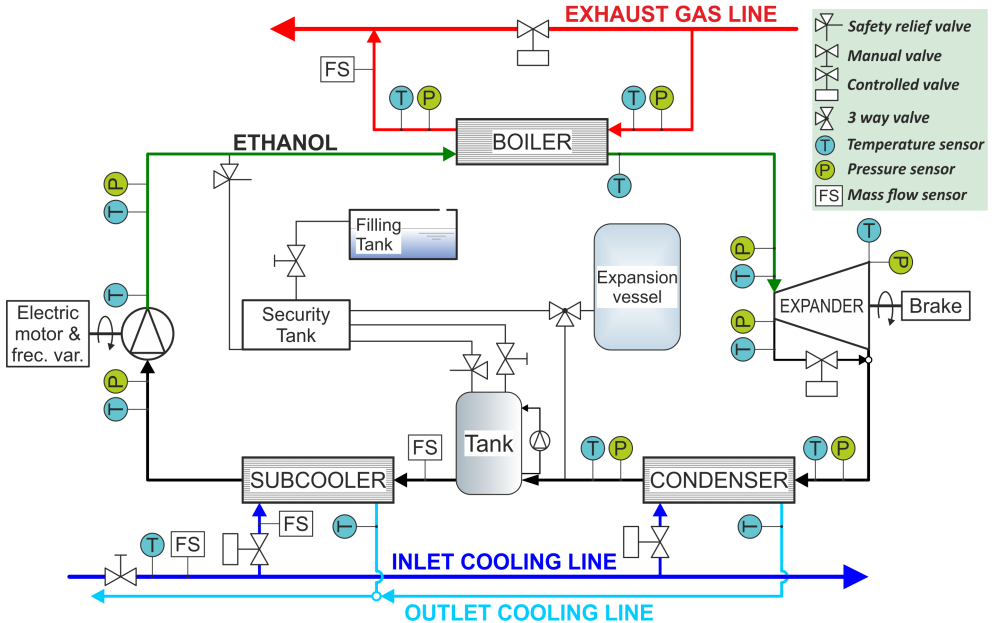 EXHAUST GAS LINE
Safety relief valve
Manual valve
Controlled valve
3 way valve
T Temperature sensor
P Pressure sensor
FS Mass flow sensor
FS
T P
T P
ETHANOL
BOILER
T
P
T
Filling
Tank
Expansion
vessel
T
P
P
T
EXPANDER
Brake
P
T
T
Security
Tank
Electric
motor &
frec. var.
P
T
Tank
FS
T P
T P
SUBCOOLER
CONDENSER
FS
T
T
T
FS
INLET COOLING LINE
OUTLET COOLING LINE